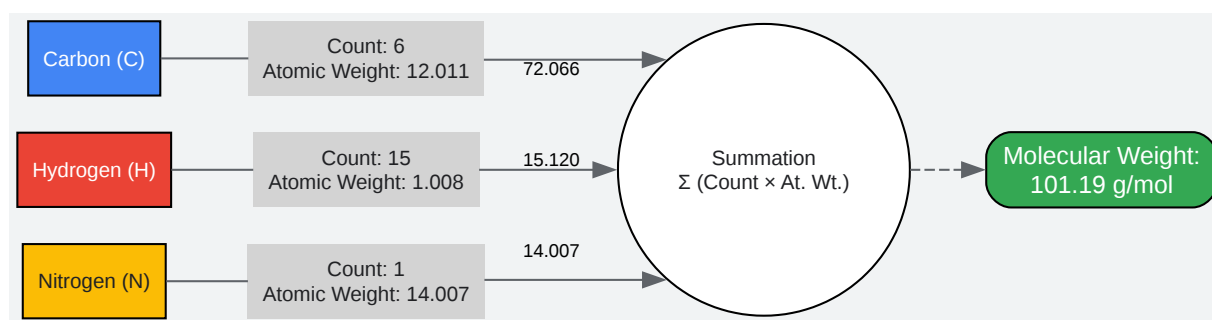 Carbon (C)
Count: 6
Atomic Weight: 12.011
72.066
Hydrogen (H)
Count: 15
Atomic Weight: 1.008
15.120
Summation
Σ (Count × At. Wt.)
Molecular Weight:
101.19 g/mol
Nitrogen (N)
Count: 1
Atomic Weight: 14.007
14.007